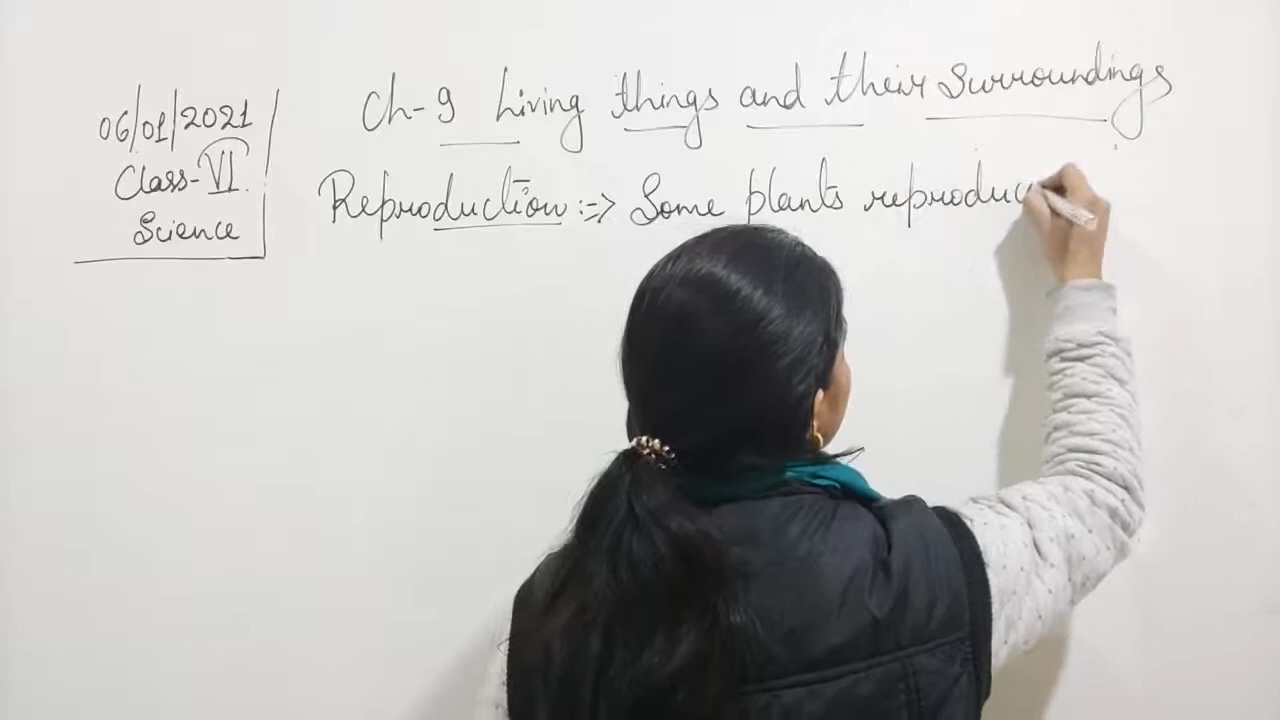 06/01/2021
Class-VI
Science
Ch-9 Living things and their surroundings
Reproduction :=> Some plants reproduc